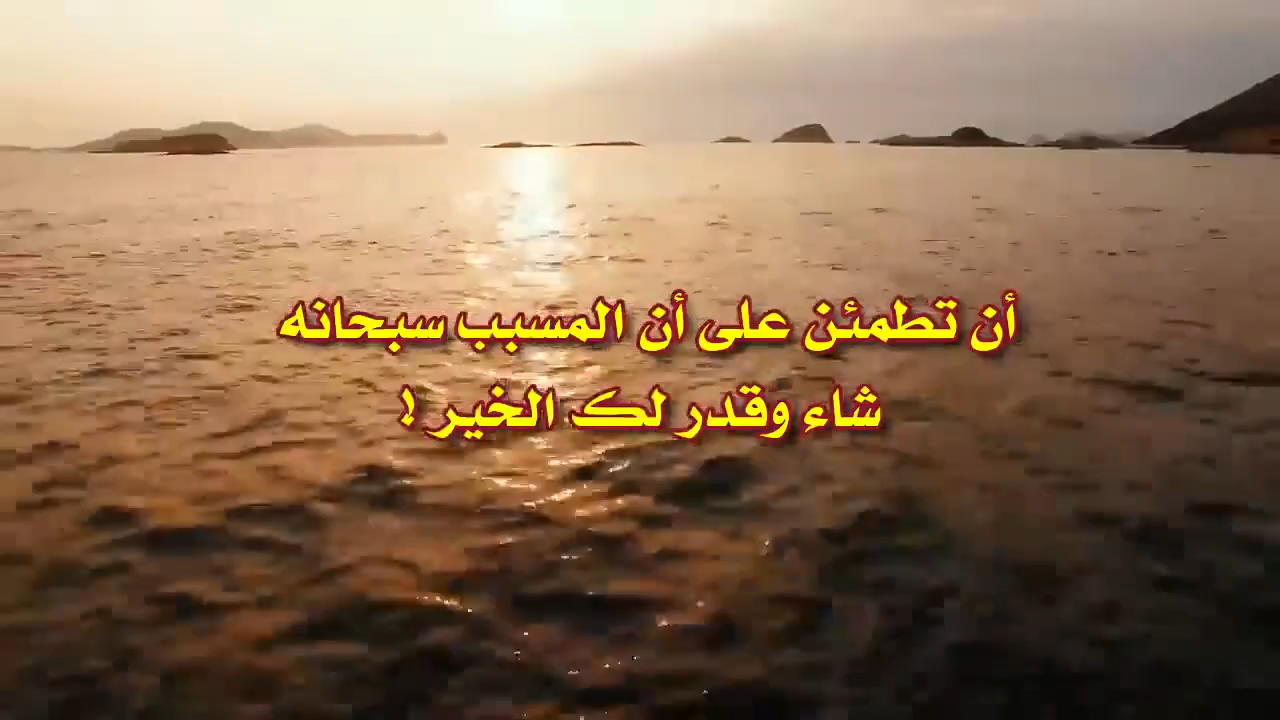 أن تطمئن على أن المسبب سبحانه
شاء وقدر لك الخير !